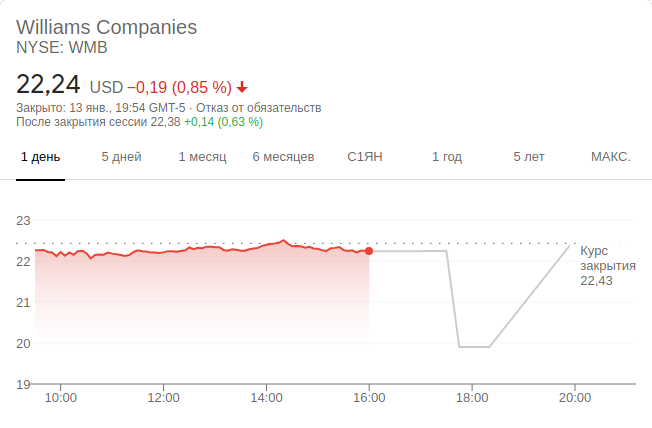 Williams Companies
NYSE: WMB
22,24 USD −0,19 (0,85 %)
Закрыто: 13 янв., 19:54 GMT-5 · Отказ от обязательств
После закрытия сессии 22,38 +0,14 (0,63 %)
1 день 5 дней 1 месяц 6 месяцев С1ЯН 1 год 5 лет МАКС.
23
22
21
20
19
Курс
закрытия
22,43
10:00 12:00 14:00 16:00 18:00 20:00